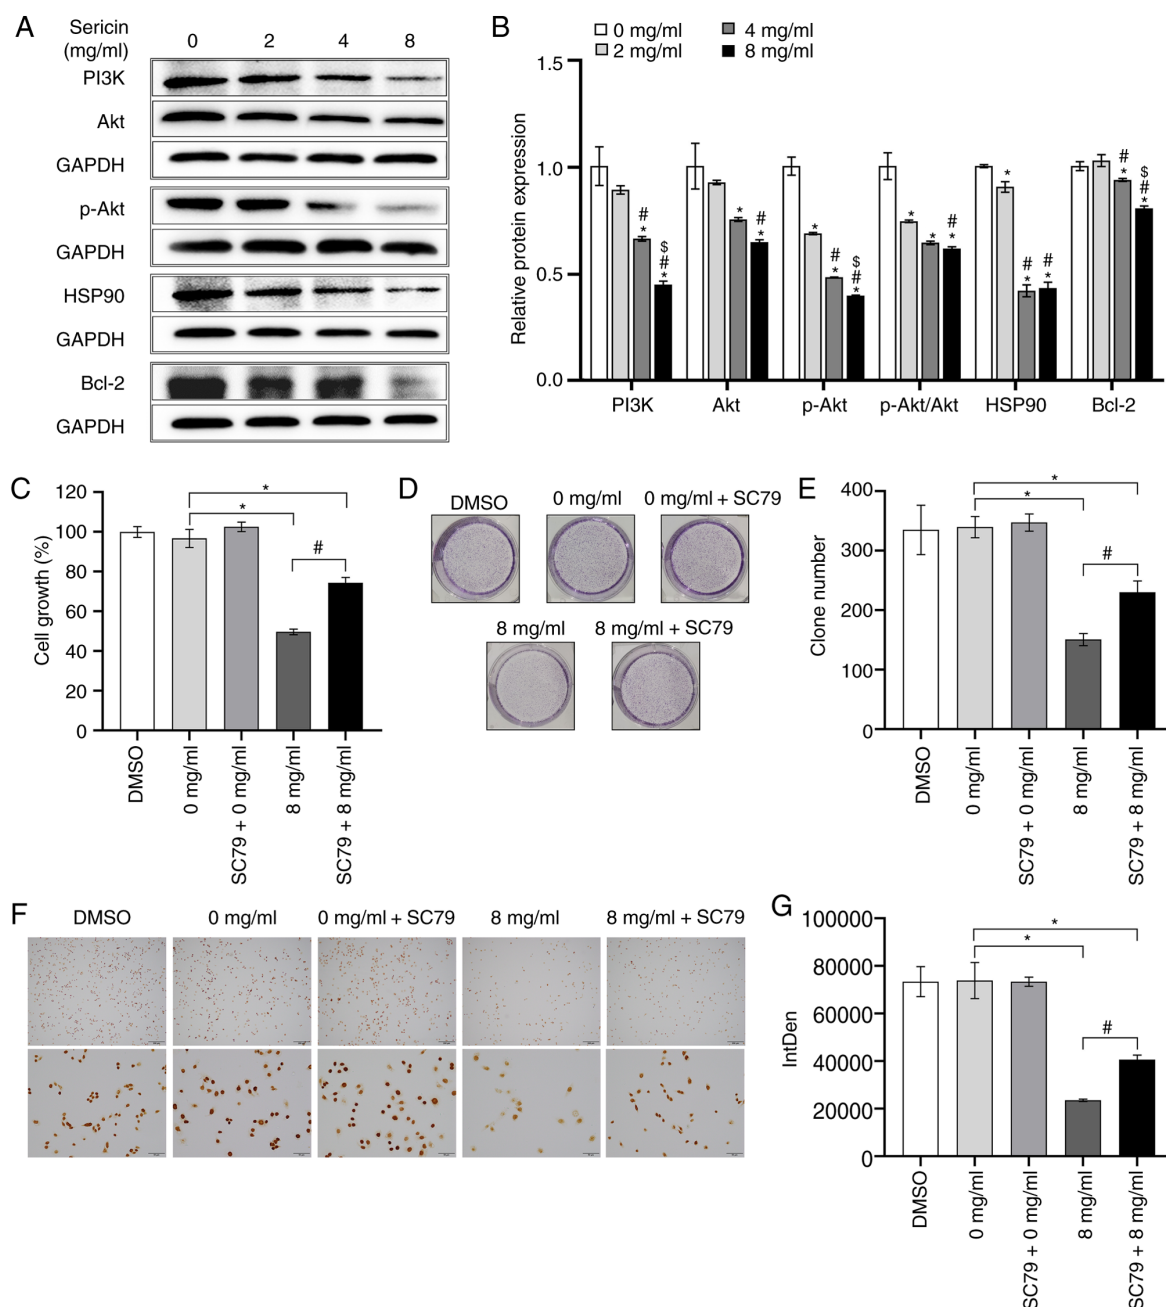 A
Sericin
(mg/ml)
0 2 4 8
PI3K
Akt
GAPDH
p-Akt
GAPDH
HSP90
GAPDH
Bcl-2
GAPDH
B
0 mg/ml
4 mg/ml
2 mg/ml
8 mg/ml
Relative protein expression
1.5
1.0
0.5
0.0
# * $ # *
* #
* # * $ # *
* * # *
* # * # *
# * $ # *
PI3K Akt p-Akt p-Akt/Akt HSP90 Bcl-2
C
Cell growth (%)
120
100
80
60
40
20
0
*
*
#
DMSO
0 mg/ml
SC79 + 0 mg/ml
8 mg/ml
SC79 + 8 mg/ml
D
DMSO
0 mg/ml
0 mg/ml + SC79
8 mg/ml
8 mg/ml + SC79
E
Clone number
400
300
200
100
0
*
*
#
DMSO
0 mg/ml
SC79 + 0 mg/ml
8 mg/ml
SC79 + 8 mg/ml
F
DMSO
0 mg/ml
0 mg/ml + SC79
8 mg/ml
8 mg/ml + SC79
G
IntDen
100000
80000
60000
40000
20000
0
*
*
#
DMSO
0 mg/ml
SC79 + 0 mg/ml
8 mg/ml
SC79 + 8 mg/ml